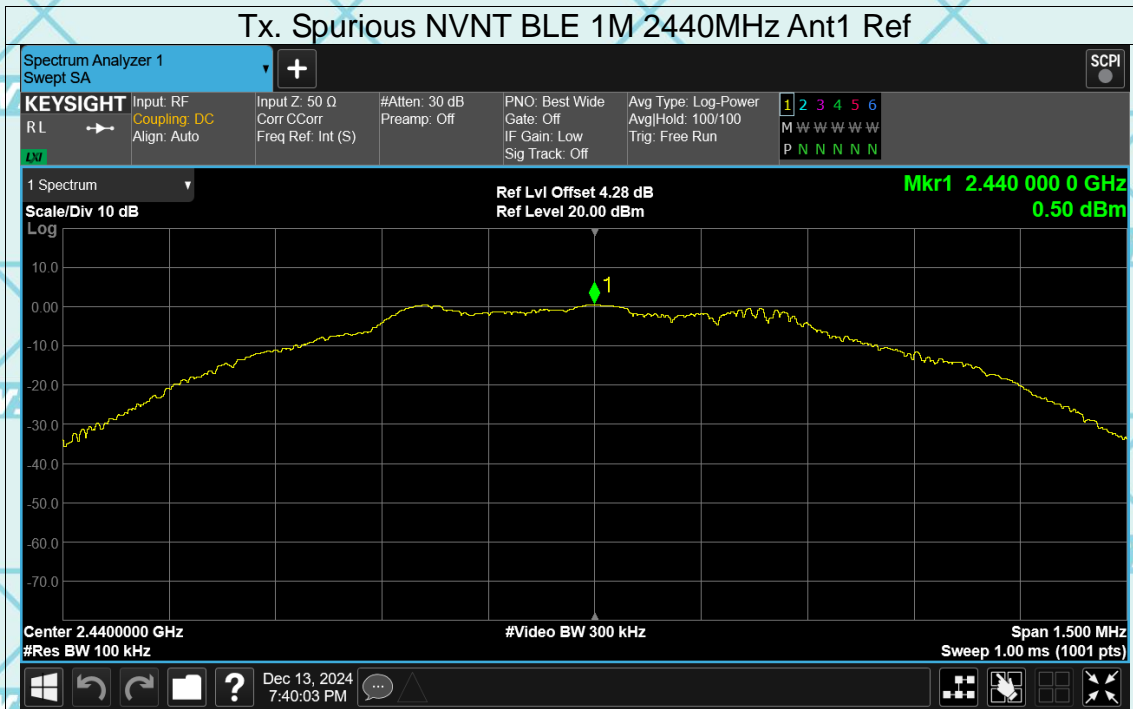 Tx. Spurious NVNT BLE 1M 2440MHz Ant1 Ref
Spectrum Analyzer 1
Swept SA
+
SCPI
KEYSIGHT
R L
LXI
Input: RF
Coupling: DC
Align: Auto
Input Z: 50 Ω
Corr CCorr
Freq Ref: Int (S)
#Atten: 30 dB
Preamp: Off
PNO: Best Wide
Gate: Off
IF Gain: Low
Sig Track: Off
Avg Type: Log-Power
Avg|Hold: 100/100
Trig: Free Run
1 2 3 4 5 6
M W W W W W
P N N N N N
1 Spectrum
Scale/Div 10 dB
Ref Lvl Offset 4.28 dB
Ref Level 20.00 dBm
Mkr1 2.440 000 0 GHz
0.50 dBm
Log
10.0
0.00
-10.0
-20.0
-30.0
-40.0
-50.0
-60.0
-70.0
1
Center 2.4400000 GHz
#Res BW 100 kHz
#Video BW 300 kHz
Span 1.500 MHz
Sweep 1.00 ms (1001 pts)
?
Dec 13, 2024
7:40:03 PM